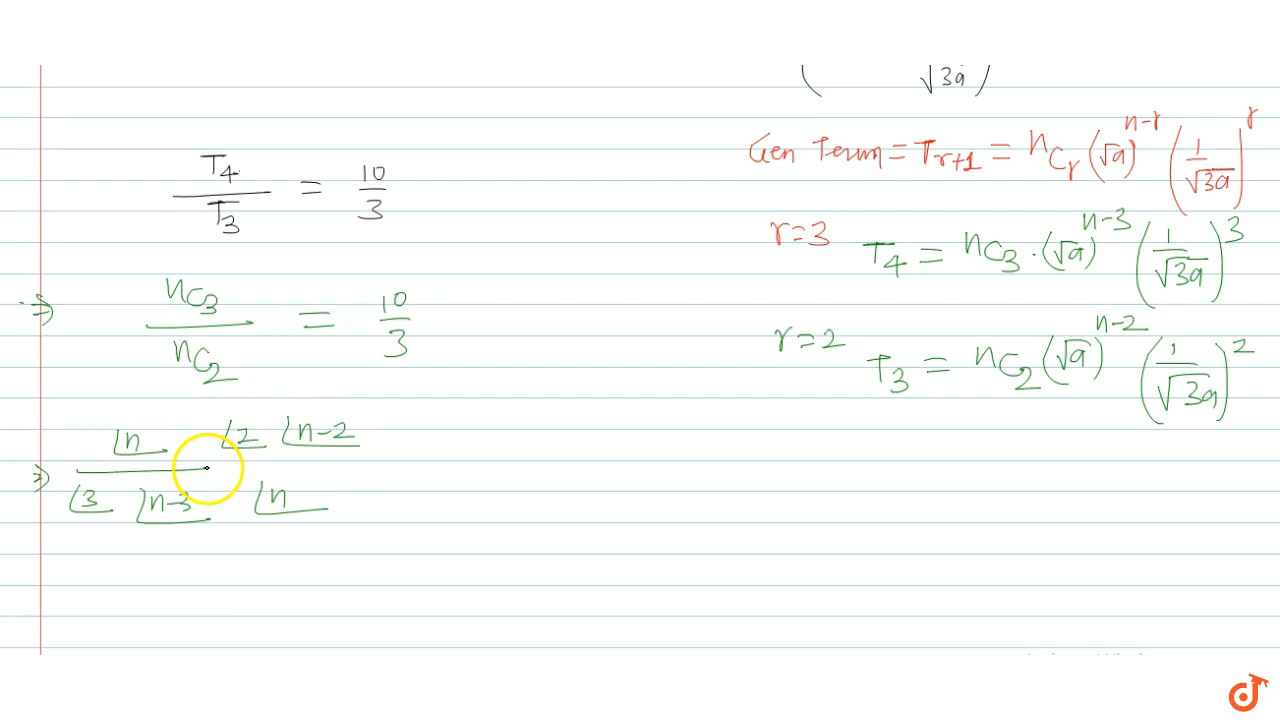 ( √3a )
Gen Term = T_{r+1} = nC_r (√a)^{n-r} (1/√3a)^r
T_4/T_3 = 10/3
r=3 T_4 = nC_3 · (√a)^{n-3} (1/√3a)^3
⇒ nC_3/nC_2 = 10/3
r=2 T_3 = nC_2 (√a)^{n-2} (1/√3a)^2
⇒ ⌊n ⌊2 ⌊n-2
⌊3 ⌊n-3 ⌊n